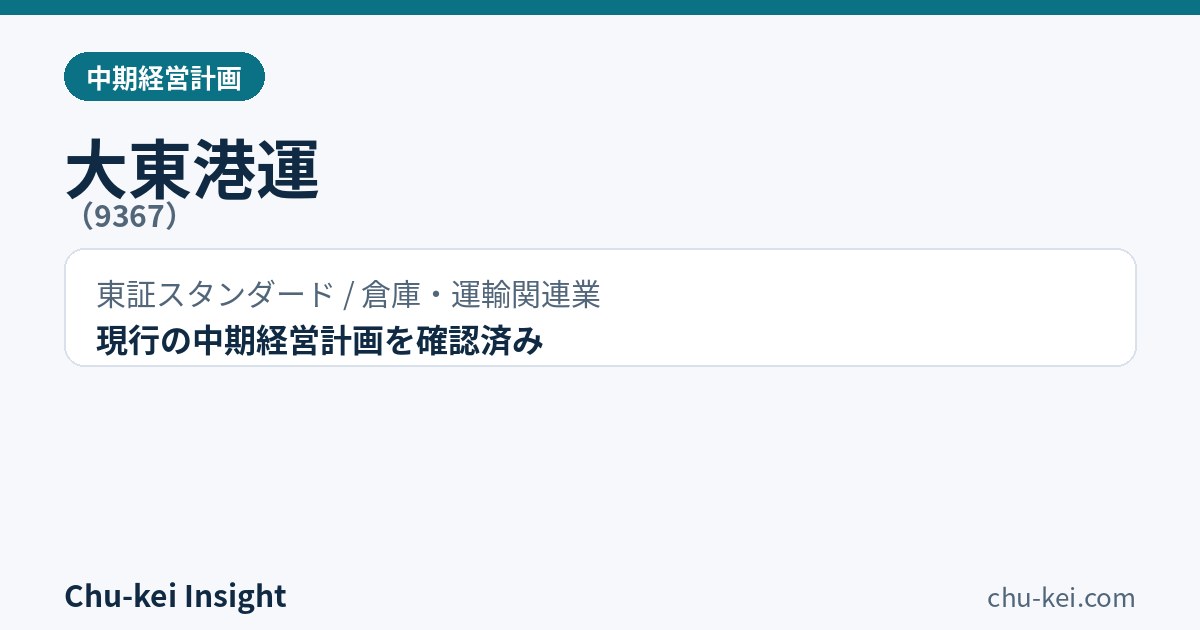 中期経営計画
大東港運
（9367）
東証スタンダード / 倉庫・運輸関連業
現行の中期経営計画を確認済み
Chu-kei Insight
chu-kei.com